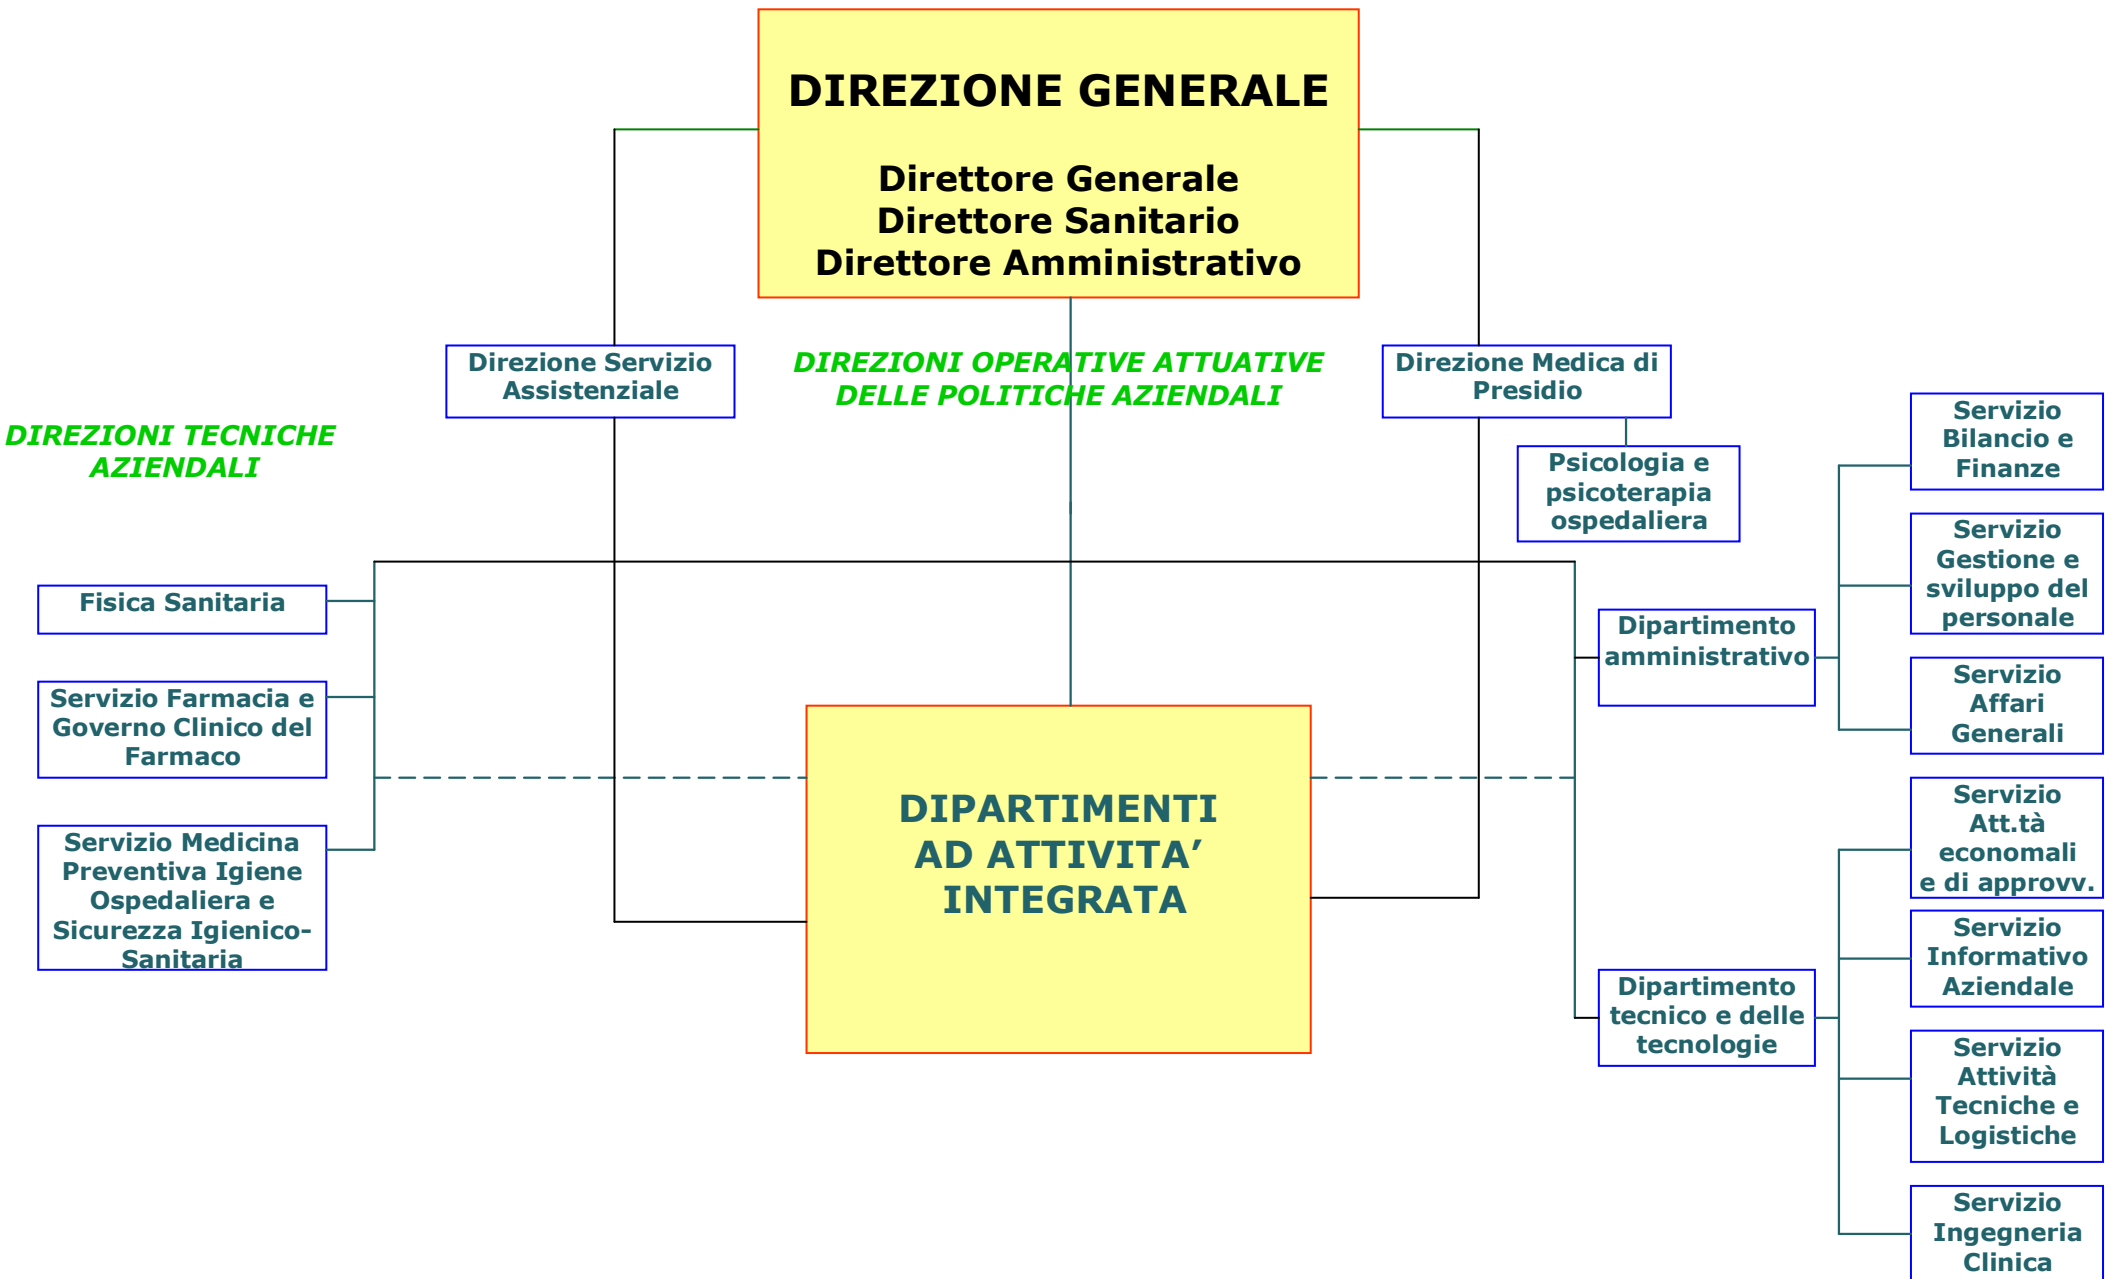 DIREZIONE GENERALE
Direttore Generale
Direttore Sanitario
Direttore Amministrativo
Direzione Servizio
Assistenziale
DIREZIONI OPERATIVE ATTUATIVE
DELLE POLITICHE AZIENDALI
Direzione Medica di
Presidio
Psicologia e
psicoterapia
ospedaliera
DIREZIONI TECNICHE
AZIENDALI
Fisica Sanitaria
Servizio Farmacia e
Governo Clinico del
Farmaco
Servizio Medicina
Preventiva Igiene
Ospedaliera e
Sicurezza Igienico-
Sanitaria
DIPARTIMENTI
AD ATTIVITA’
INTEGRATA
Dipartimento
amministrativo
Servizio
Bilancio e
Finanze
Servizio
Gestione e
sviluppo del
personale
Servizio
Affari
Generali
Dipartimento
tecnico e delle
tecnologie
Servizio
Att.tà
economali
e di approvv.
Servizio
Informativo
Aziendale
Servizio
Attività
Tecniche e
Logistiche
Servizio
Ingegneria
Clinica